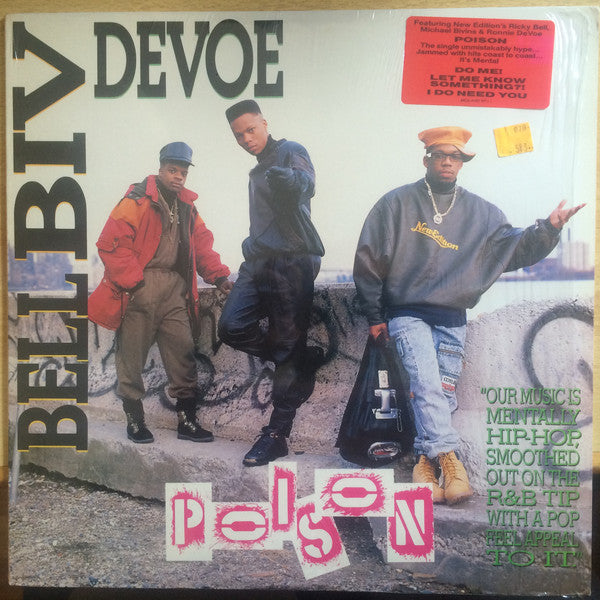 BELL BIV
DEVOE
Featuring New Edition's Ricky Bell,
Michael Bivins & Ronnie DeVoe
POISON
The single unmistakably hype...
Jammed with hits coast to coast...
It's Mental
DO ME!
LET ME KNOW
SOMETHING?!
I DO NEED YOU
New Edition
"OUR MUSIC IS
MENTALLY
HIP-HOP
SMOOTHED
OUT ON THE
R&B TIP
WITH A POP
FEEL APPEAL
TO IT"
POISON